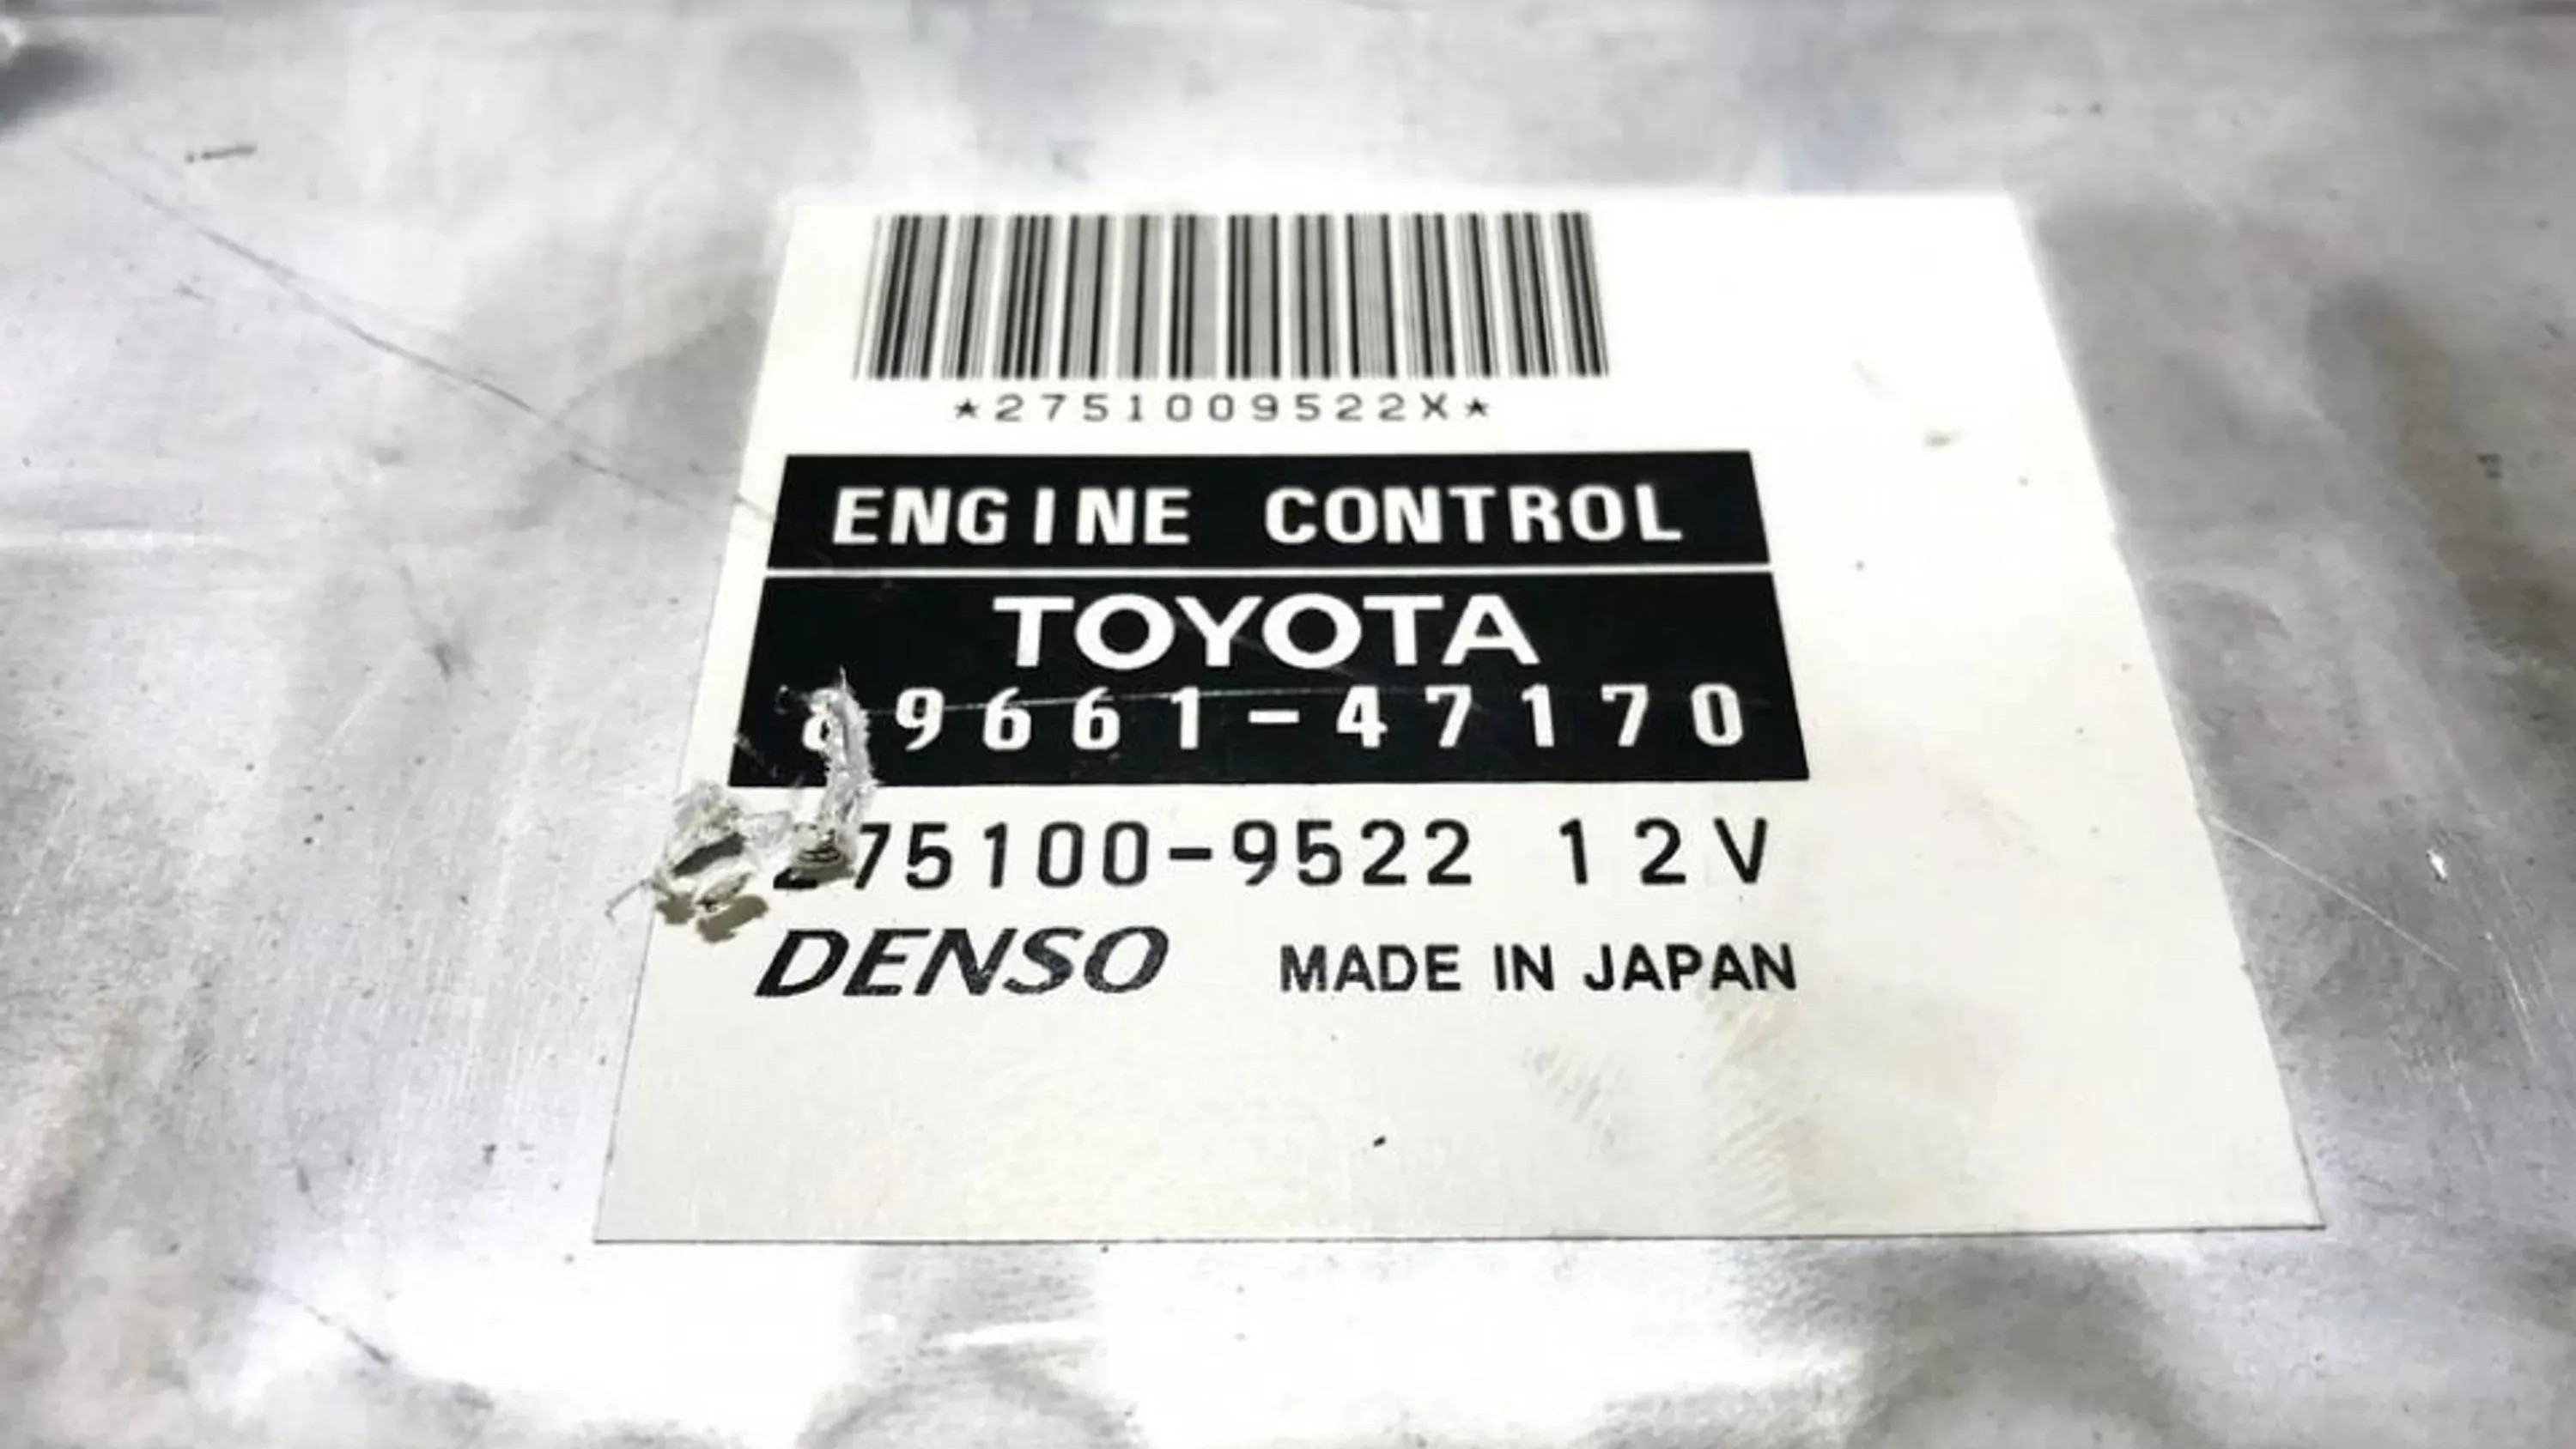 *2751009522X*
ENGINE CONTROL
TOYOTA
89661-47170
275100-9522 12V
DENSO MADE IN JAPAN